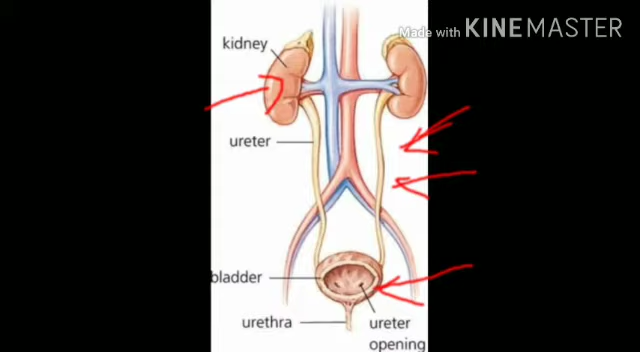 Made with KINEMASTER
kidney
ureter
bladder
urethra
ureter
opening